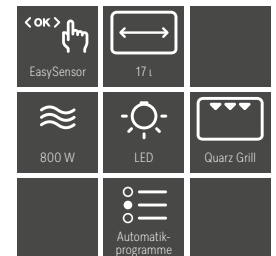 <OK>
EasySensor
17 l
800 W
LED
Quarz Grill
Automatik-
programme